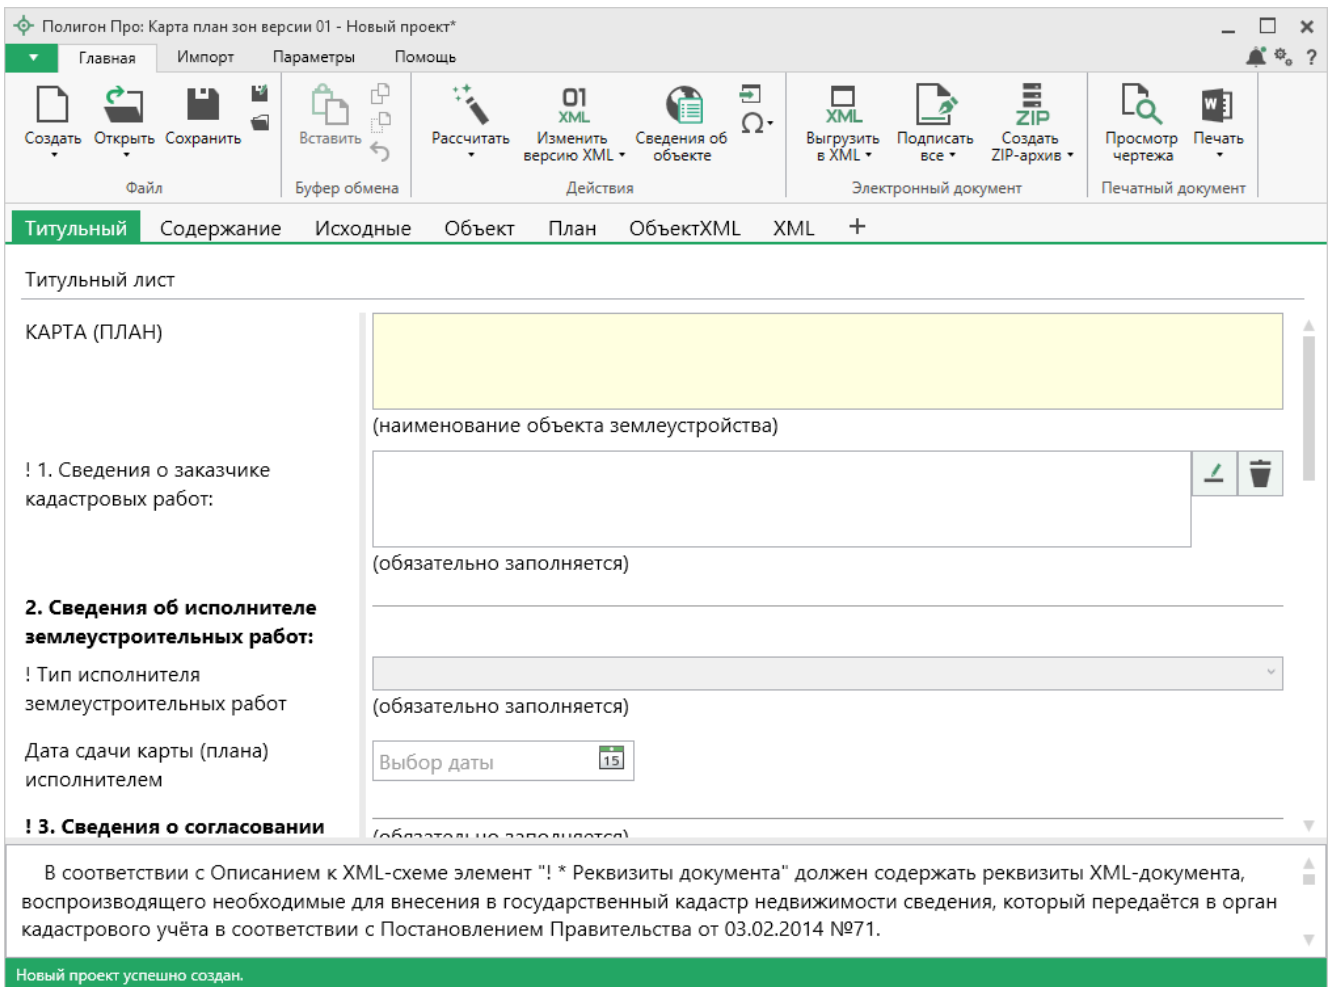 Полигон Про: Карта план зон версии 01 - Новый проект*
Главная Импорт Параметры Помощь
?
Создать Открыть Сохранить
Вставить
Рассчитать
01
XML
Изменить
версию XML
Сведения об
объекте
Ω
XML
Выгрузить
в XML
Подписать
все
ZIP
Создать
ZIP-архив
Просмотр
чертежа
W
Печать
Файл Буфер обмена Действия Электронный документ Печатный документ
Титульный Содержание Исходные Объект План ОбъектXML XML +
Титульный лист
КАРТА (ПЛАН)
(наименование объекта землеустройства)
! 1. Сведения о заказчике
кадастровых работ:
(обязательно заполняется)
2. Сведения об исполнителе
землеустроительных работ:
! Тип исполнителя
землеустроительных работ
(обязательно заполняется)
Дата сдачи карты (плана)
исполнителем
Выбор даты 15
! 3. Сведения о согласовании
(обязательно заполняется)
В соответствии с Описанием к XML-схеме элемент "! * Реквизиты документа" должен содержать реквизиты XML-документа,
воспроизводящего необходимые для внесения в государственный кадастр недвижимости сведения, который передаётся в орган
кадастрового учёта в соответствии с Постановлением Правительства от 03.02.2014 №71.
Новый проект успешно создан.